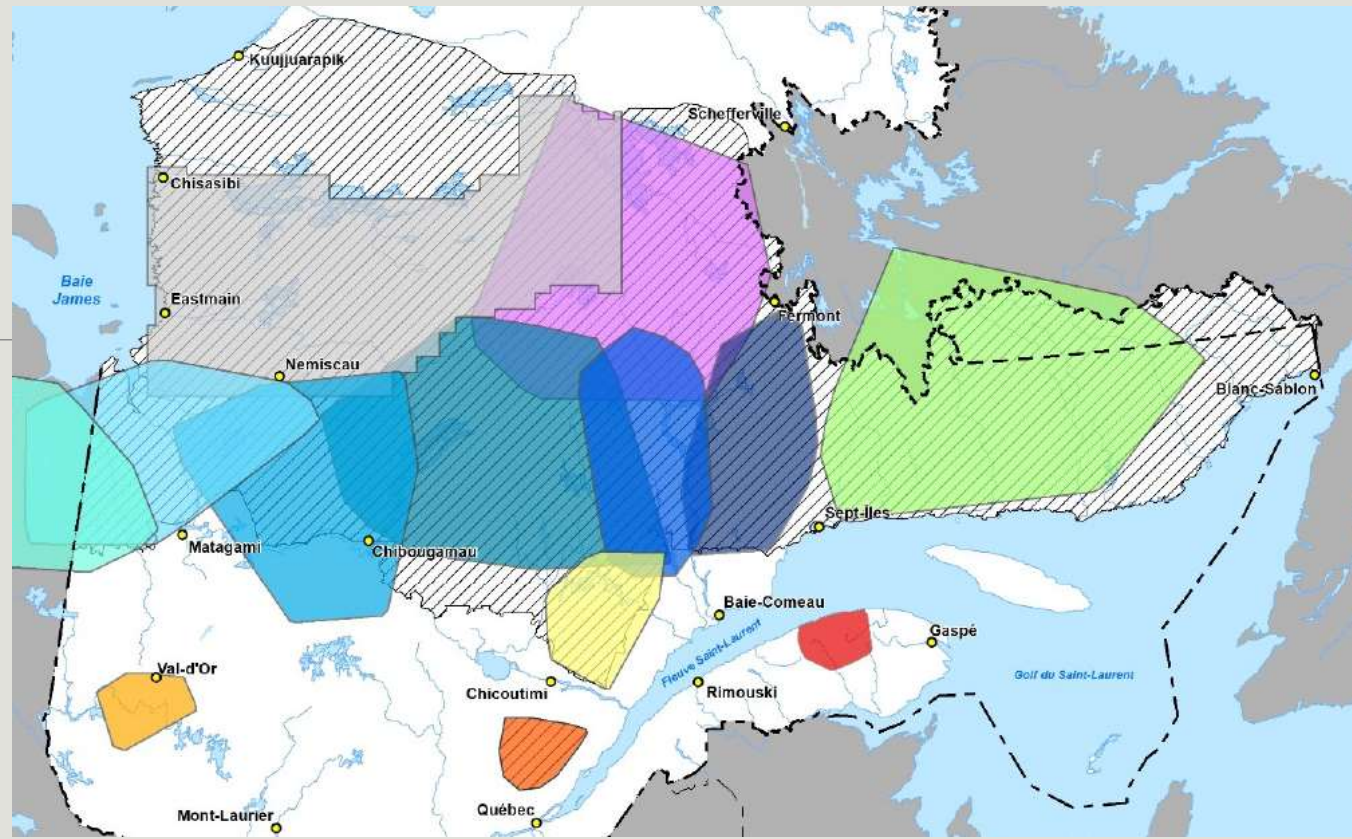 Kuujjuarapik
Schefferville
Chisasibi
Baie
James
Eastmain
Fermont
Nemiscau
Blanc-Sablon
Sept-Îles
Matagami
Chibougamau
Baie-Comeau
Gaspé
Fleuve Saint-Laurent
Val-d'Or
Chicoutimi
Rimouski
Golf du Saint-Laurent
Mont-Laurier
Québec